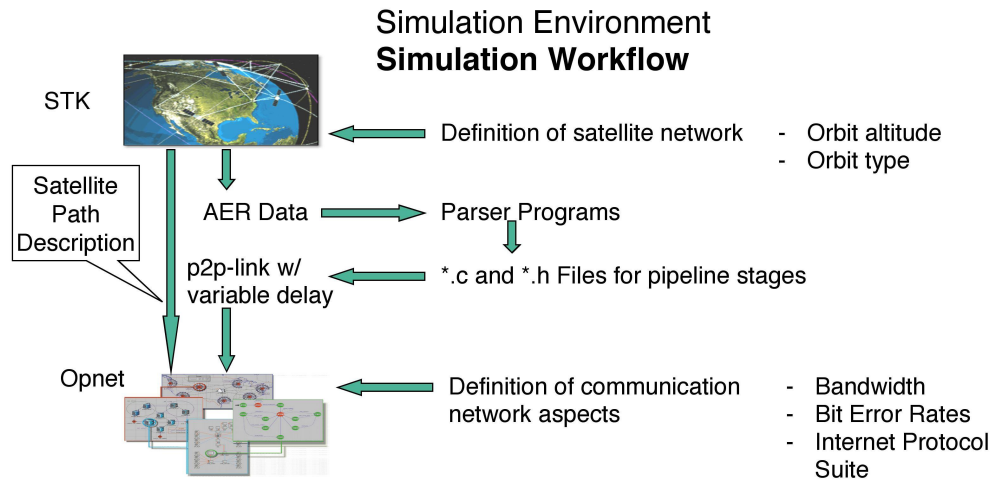 Simulation Environment
Simulation Workflow
STK
Definition of satellite network
- Orbit altitude
- Orbit type
Satellite
Path
Description
AER Data
Parser Programs
p2p-link w/
variable delay
*.c and *.h Files for pipeline stages
Opnet
Definition of communication
network aspects
- Bandwidth
- Bit Error Rates
- Internet Protocol
Suite